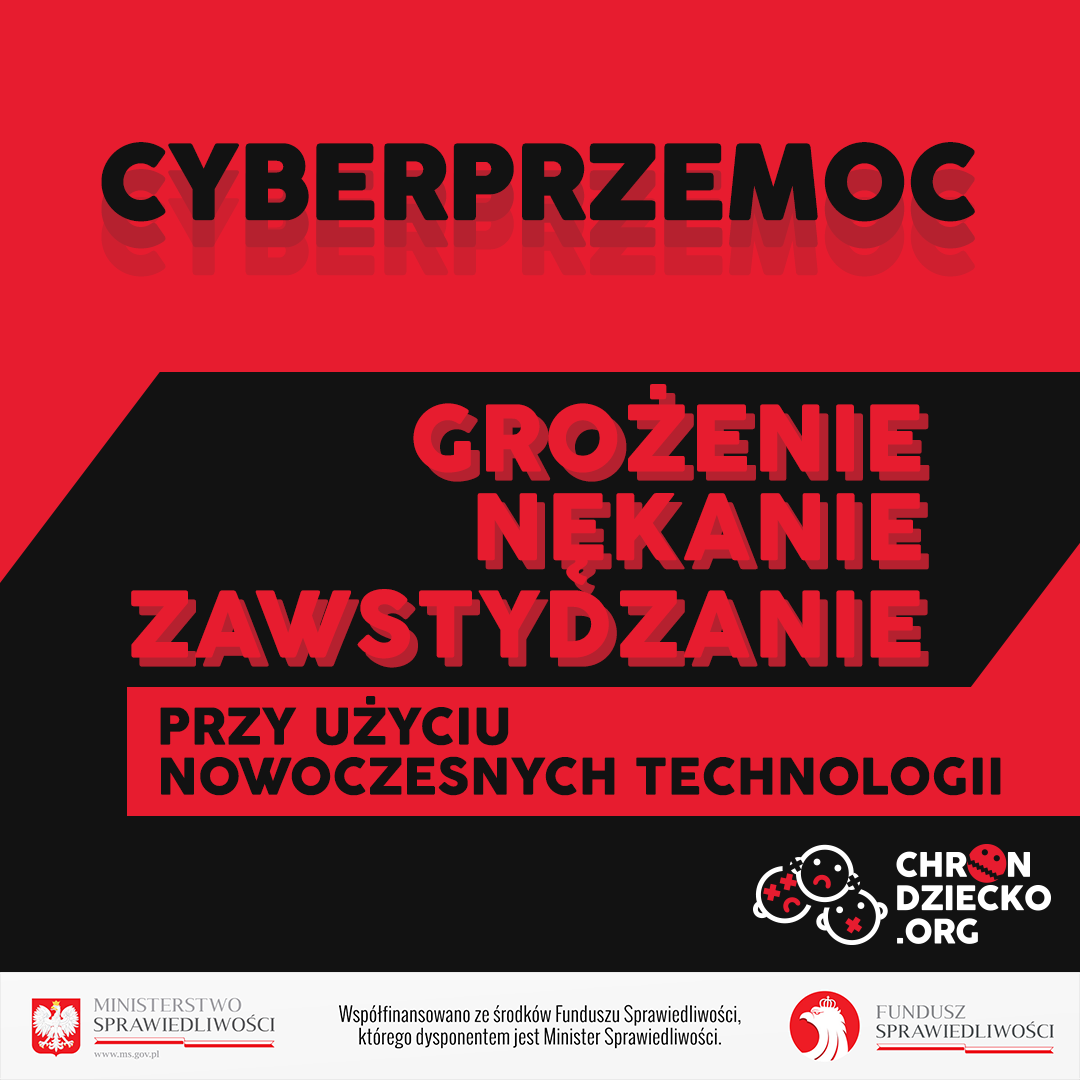 CYBERPRZEMOC
GROŻENIE
NĘKANIE
ZAWSTYDZANIE
PRZY UŻYCIU
NOWOCZESNYCH TECHNOLOGII
CHRON
DZIECKO
.ORG
MINISTERSTWO
SPRAWIEDLIWOŚCI
www.ms.gov.pl
Współfinansowano ze środków Funduszu Sprawiedliwości,
którego dysponentem jest Minister Sprawiedliwości.
FUNDUSZ
SPRAWIEDLIWOŚCI